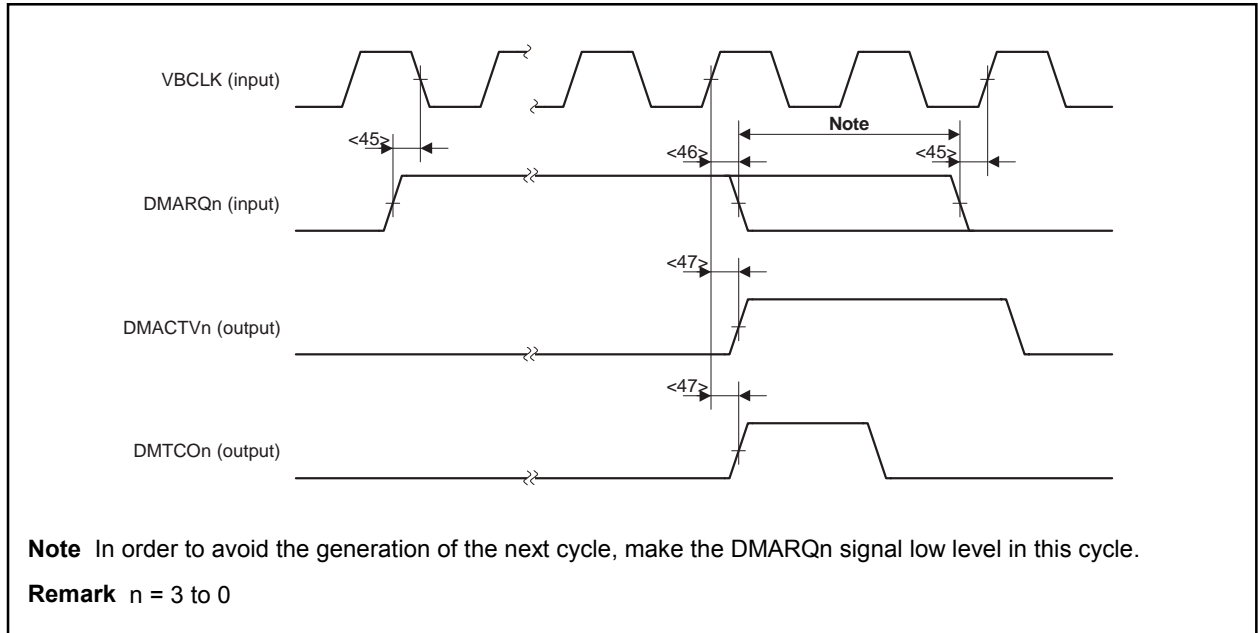 VBCLK (input)
Note
<45>
<46>
<45>
DMARQn (input)
<47>
DMACTVn (output)
<47>
DMTCOn (output)
Note In order to avoid the generation of the next cycle, make the DMARQn signal low level in this cycle.
Remark n = 3 to 0